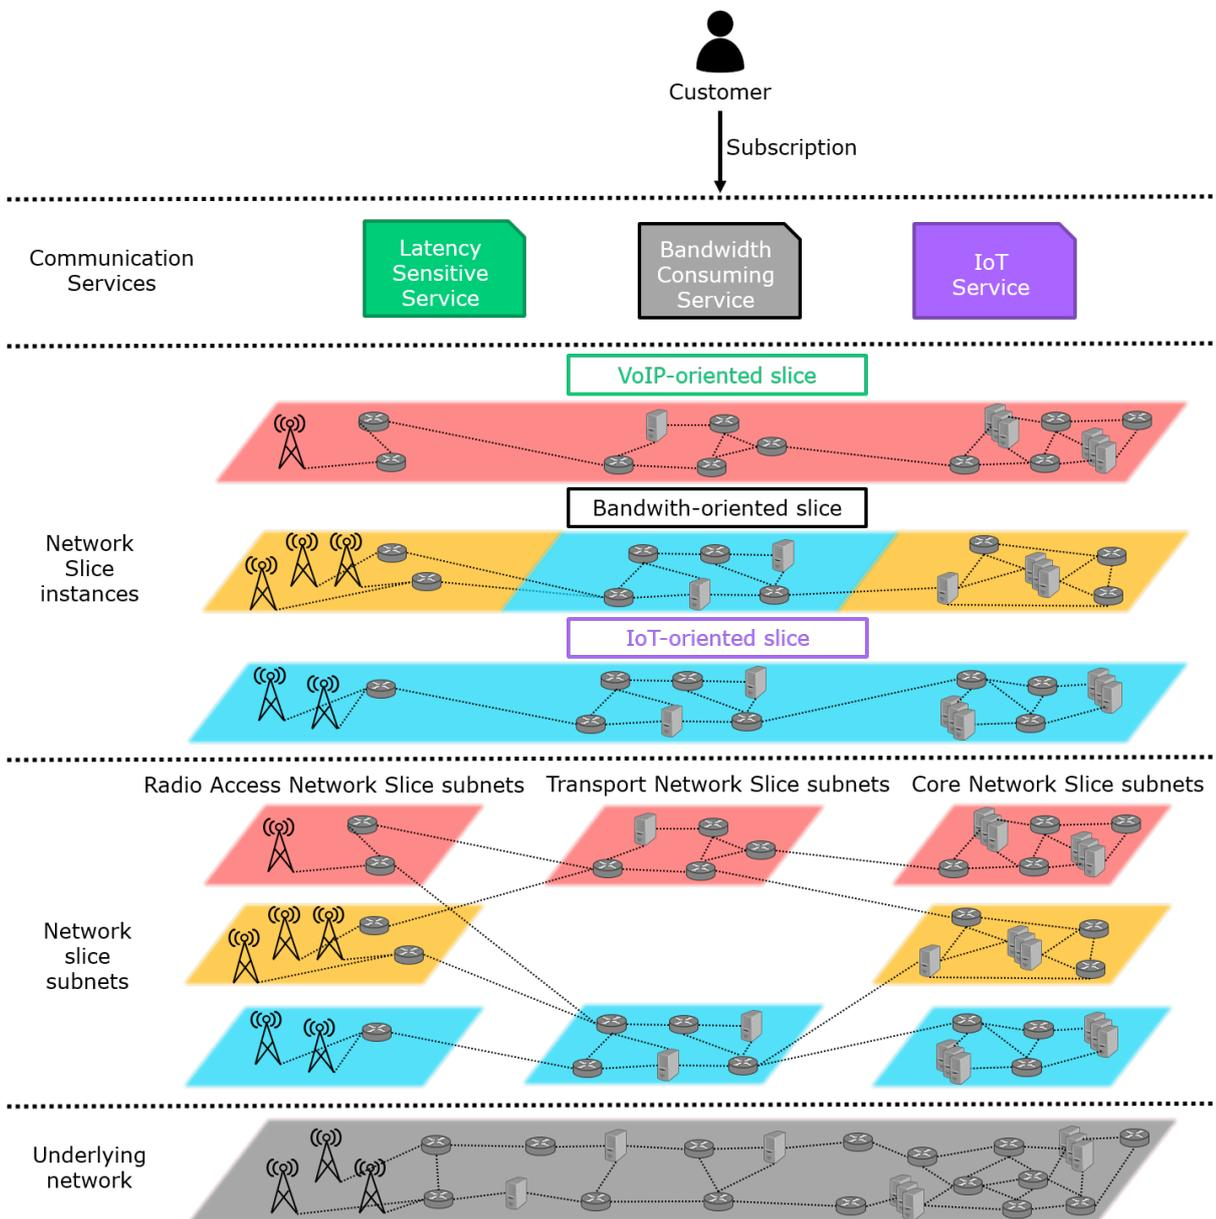 Customer
Subscription
Communication
Services
Latency
Sensitive
Service
Bandwidth
Consuming
Service
IoT
Service
VoIP-oriented slice
Network
Slice
instances
Bandwith-oriented slice
IoT-oriented slice
Radio Access Network Slice subnets
Transport Network Slice subnets
Core Network Slice subnets
Network
slice
subnets
Underlying
network